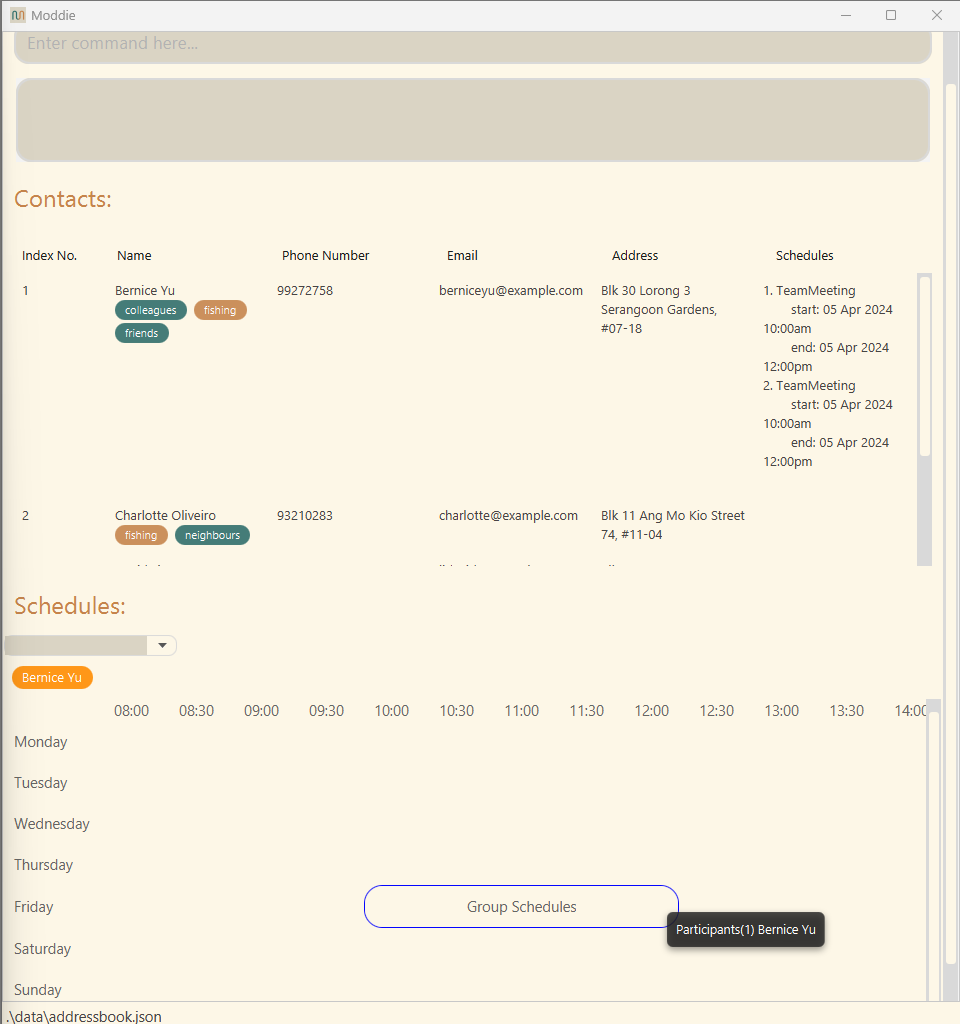 Moddie
Enter command here...
Contacts:
Index No. Name Phone Number Email Address Schedules
1 Bernice Yu 99272758 berniceyu@example.com Blk 30 Lorong 3 1. TeamMeeting
colleagues fishing Serangoon Gardens, start: 05 Apr 2024
friends #07-18 10:00am
end: 05 Apr 2024
12:00pm
2. TeamMeeting
start: 05 Apr 2024
10:00am
end: 05 Apr 2024
12:00pm
2 Charlotte Oliveiro 93210283 charlotte@example.com Blk 11 Ang Mo Kio Street
fishing neighbours 74, #11-04
Schedules:
Bernice Yu
08:00 08:30 09:00 09:30 10:00 10:30 11:00 11:30 12:00 12:30 13:00 13:30 14:00
Monday
Tuesday
Wednesday
Thursday
Friday Group Schedules
Participants(1) Bernice Yu
Saturday
Sunday
.\data\addressbook.json